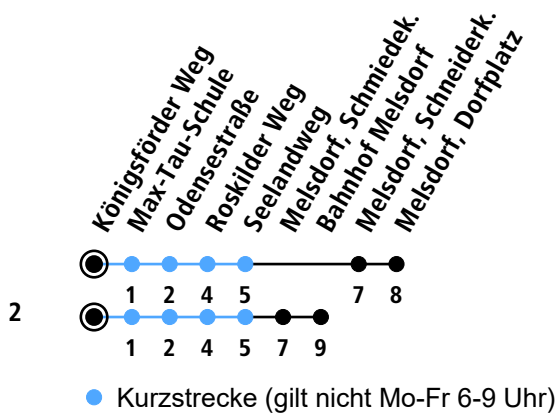 Königsförder Weg
Max-Tau-Schule
Odensestraße
Roskilder Weg
Seelandweg
Melsdorf, Schmiedek.
Bahnhof Melsdorf
Melsdorf, Schneiderk.
Melsdorf, Dorfplatz
1 2 4 5 7 8
2
1 2 4 5 7 9
Kurzstrecke (gilt nicht Mo-Fr 6-9 Uhr)